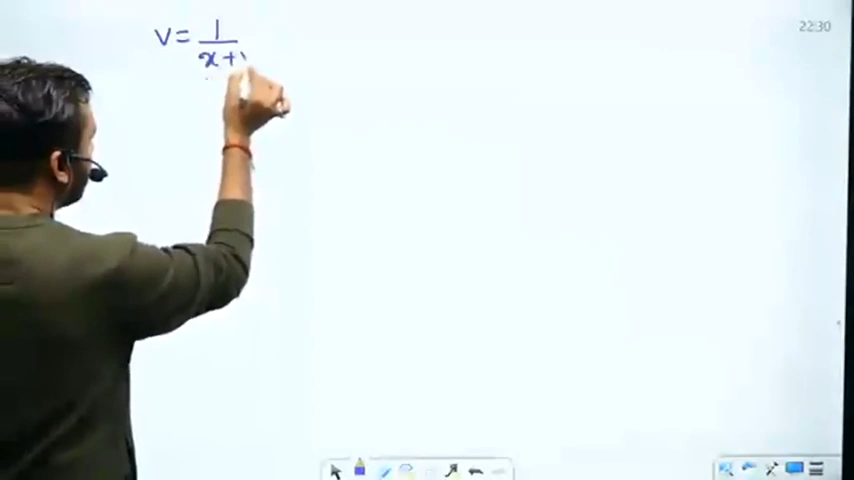 22:30
v = 1/(x+